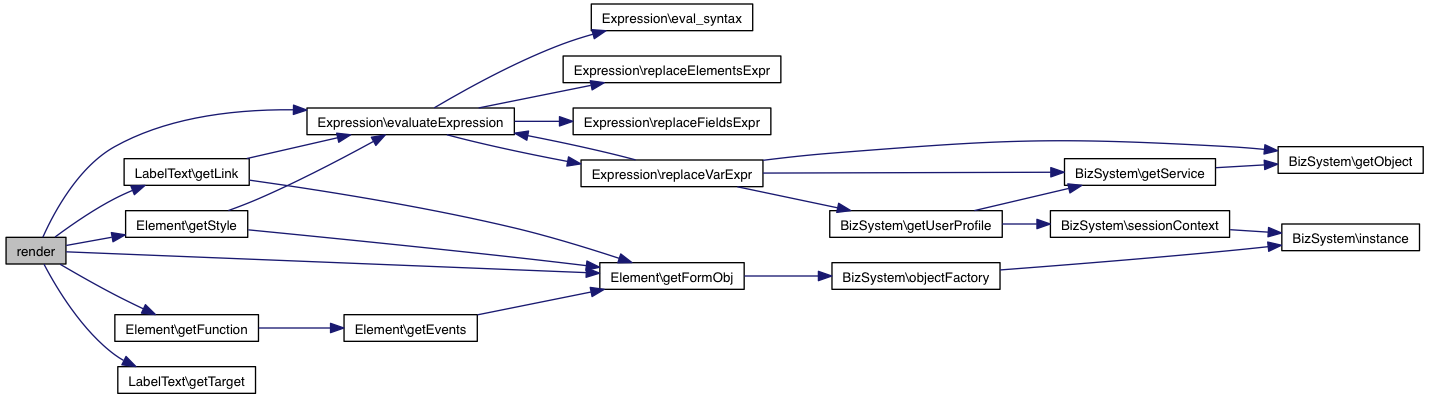 Expression\eval_syntax
Expression\replaceElementsExpr
Expression\evaluateExpression
Expression\replaceFieldsExpr
BizSystem\getObject
LabelText\getLink
Expression\replaceVarExpr
BizSystem\getService
Element\getStyle
BizSystem\getUserProfile
BizSystem\sessionContext
BizSystem\instance
render
Element\getFormObj
BizSystem\objectFactory
Element\getFunction
Element\getEvents
LabelText\getTarget